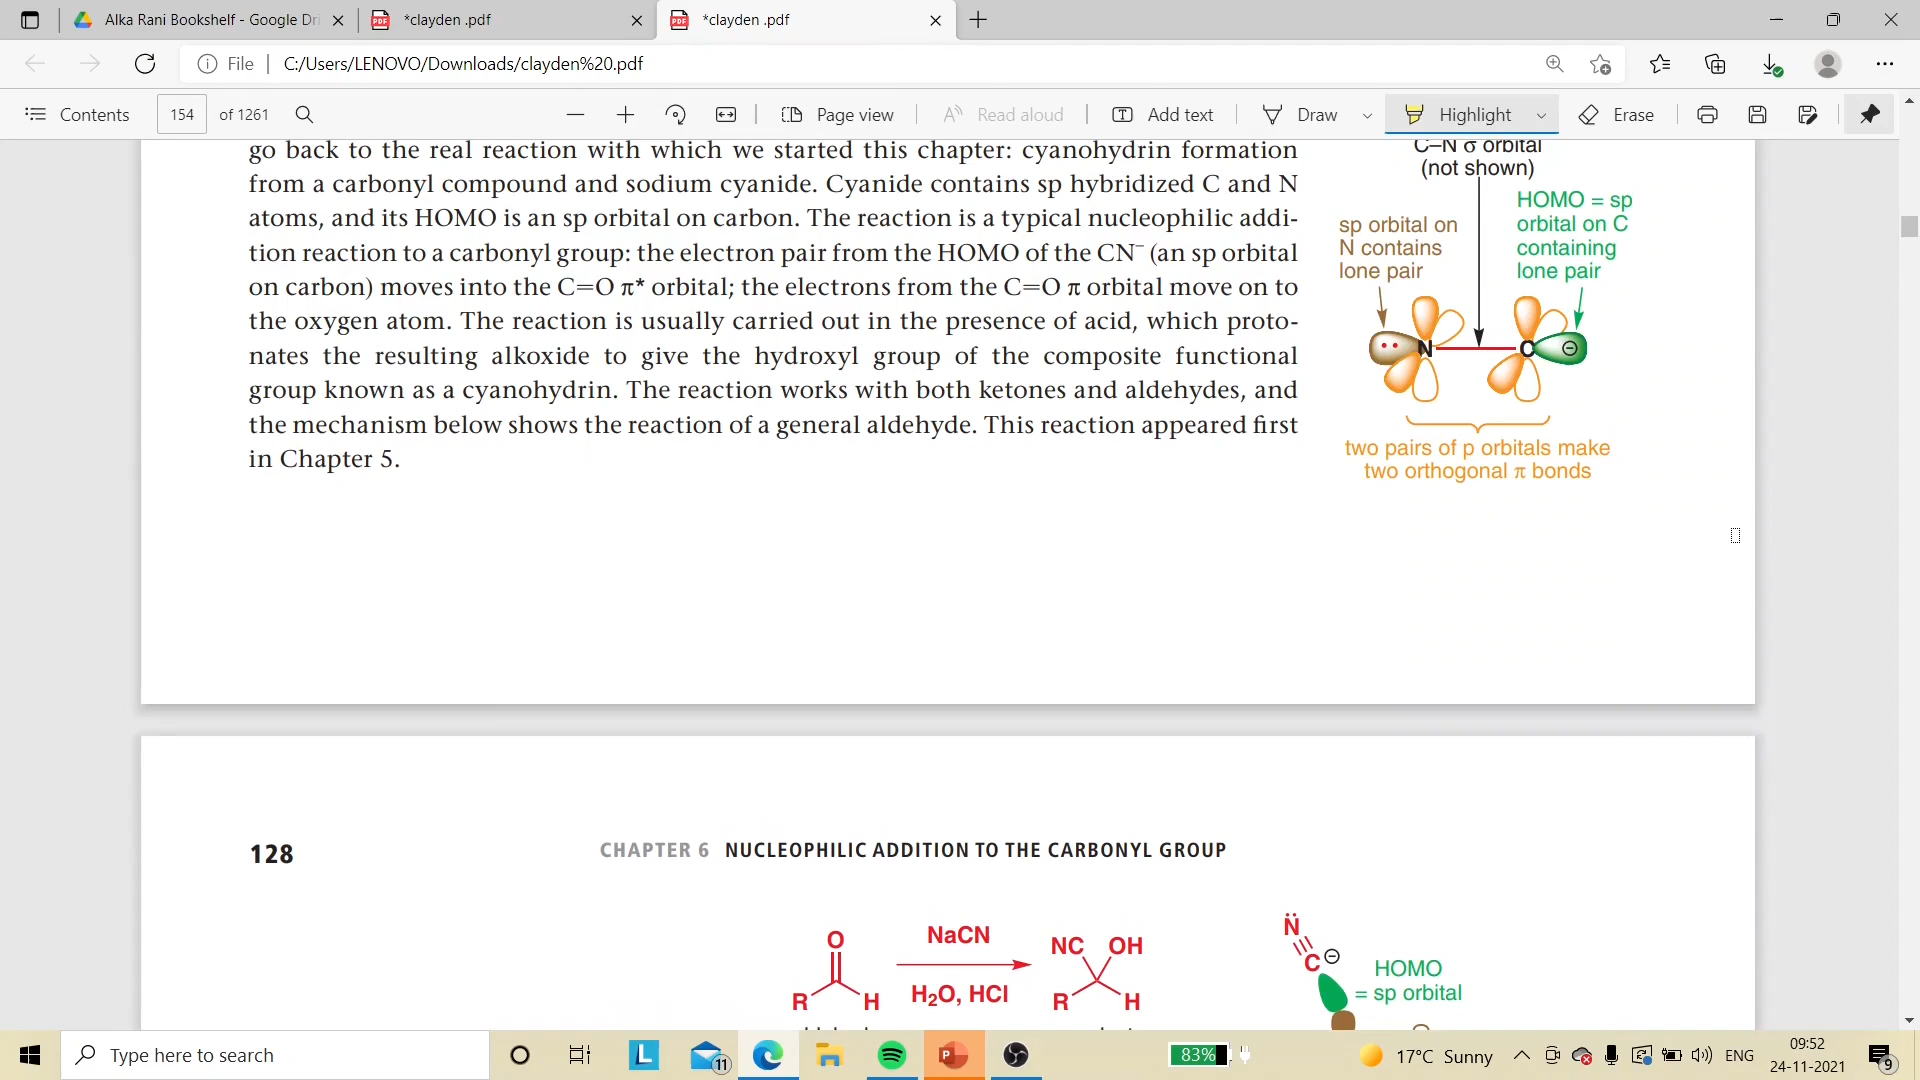 Alka Rani Bookshelf - Google Dri
*clayden .pdf
*clayden .pdf
File
C:/Users/LENOVO/Downloads/clayden%20.pdf
Contents
154
of 1261
Page view
Read aloud
Add text
Draw
Highlight
Erase
go back to the real reaction with which we started this chapter: cyanohydrin formation
from a carbonyl compound and sodium cyanide. Cyanide contains sp hybridized C and N
atoms, and its HOMO is an sp orbital on carbon. The reaction is a typical nucleophilic addi-
tion reaction to a carbonyl group: the electron pair from the HOMO of the CN⁻ (an sp orbital
on carbon) moves into the C=O π* orbital; the electrons from the C=O π orbital move on to
the oxygen atom. The reaction is usually carried out in the presence of acid, which proto-
nates the resulting alkoxide to give the hydroxyl group of the composite functional
group known as a cyanohydrin. The reaction works with both ketones and aldehydes, and
the mechanism below shows the reaction of a general aldehyde. This reaction appeared first
in Chapter 5.
C–N σ orbital
(not shown)
sp orbital on
N contains
lone pair
HOMO = sp
orbital on C
containing
lone pair
N C ⊖
two pairs of p orbitals make
two orthogonal π bonds
128
CHAPTER 6 NUCLEOPHILIC ADDITION TO THE CARBONYL GROUP
O
R H
NaCN
H₂O, HCl
NC OH
R H
N
C ⊖
HOMO
= sp orbital
Type here to search
L
11
P
83%
17°C Sunny
ENG
09:52
24-11-2021
9